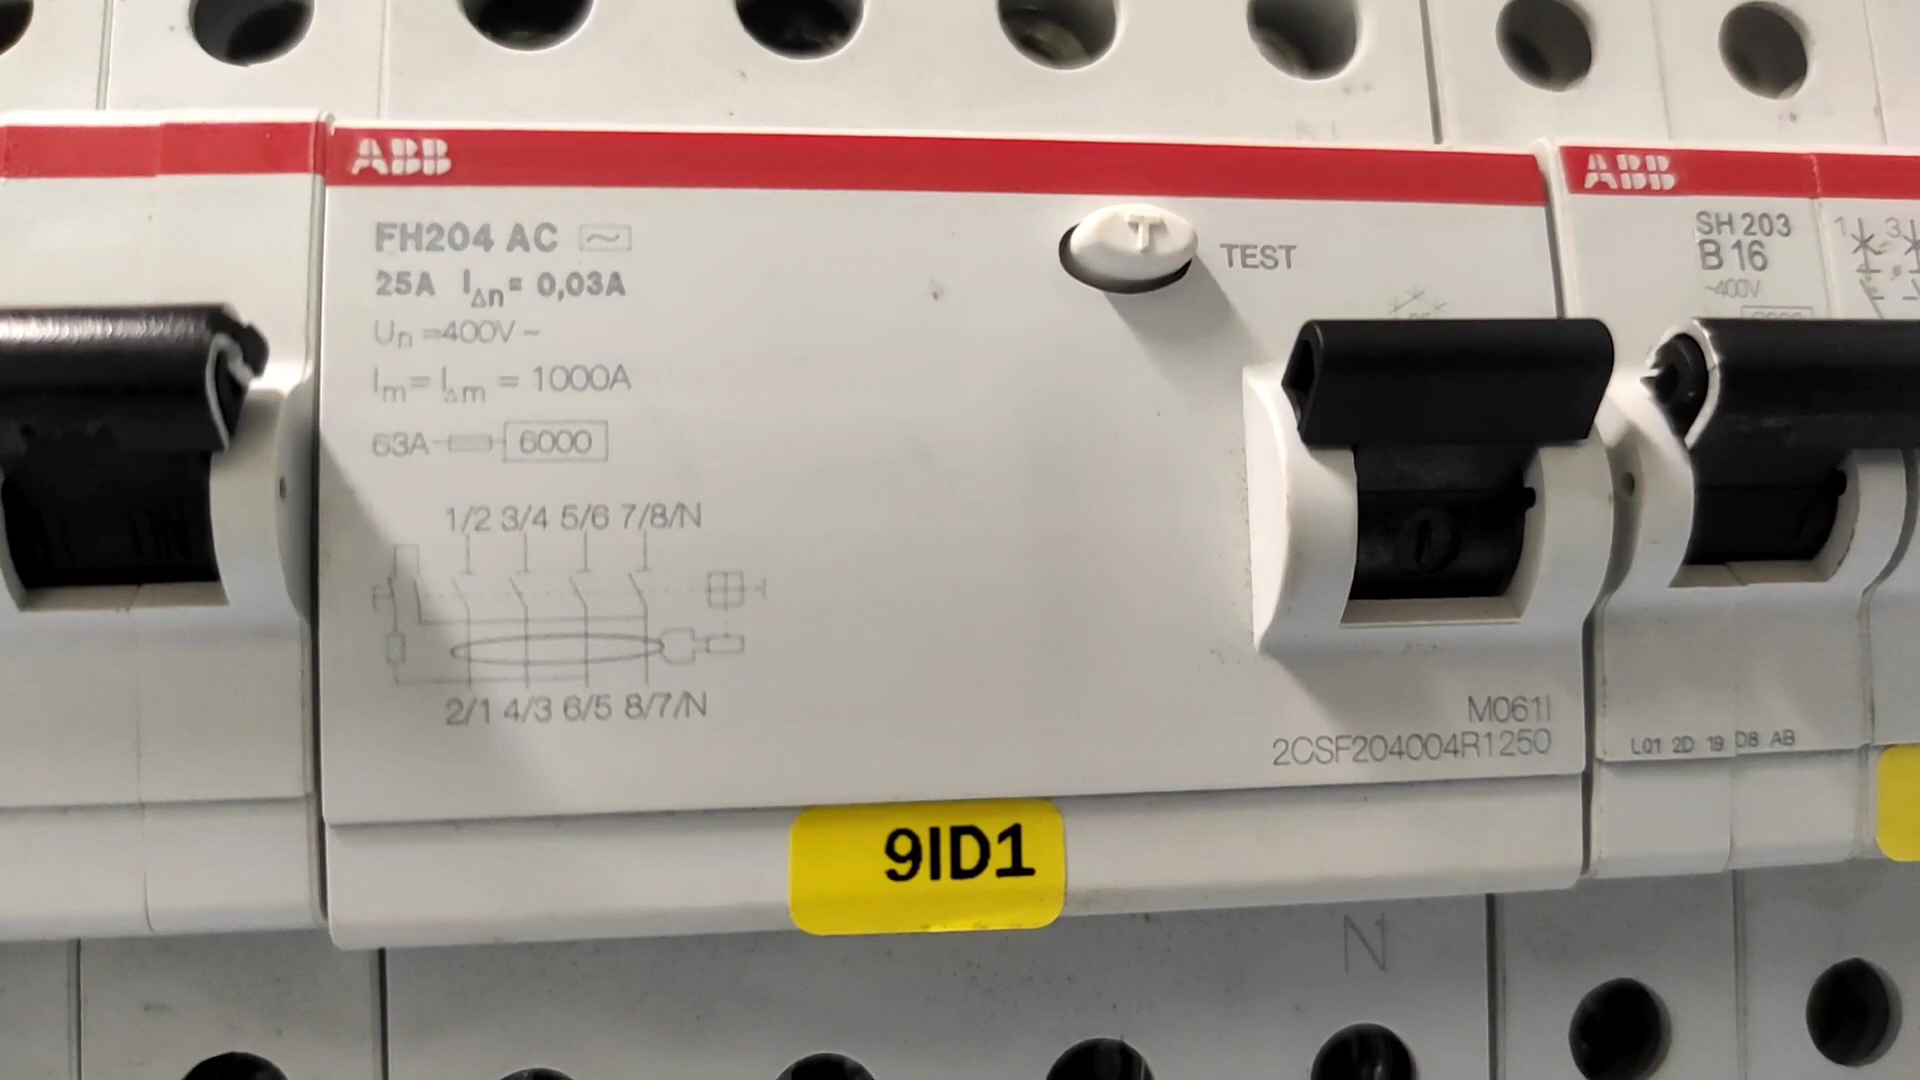 ABB
FH204 AC
25A I∆n= 0,03A
Un =400V~
Im= I∆m = 1000A
63A 6000
1/2 3/4 5/6 7/8/N
2/1 4/3 6/5 8/7/N
T
TEST
M061I
2CSF204004R1250
9ID1
N
ABB
SH 203
B 16
~400V
1 3
L01 2D 19 D8 AB